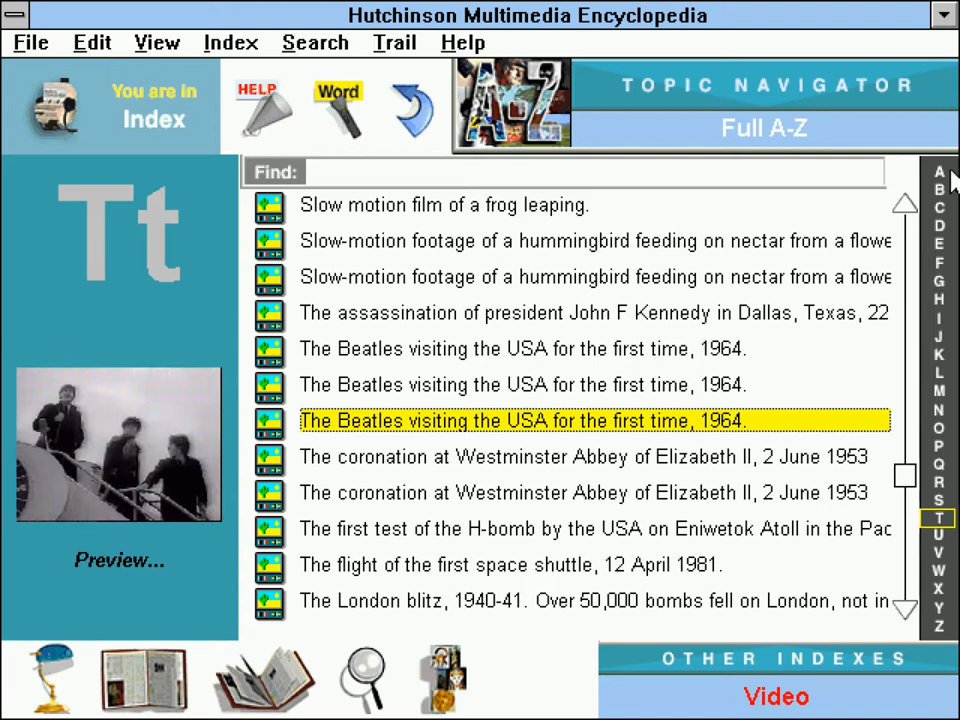 Hutchinson Multimedia Encyclopedia
File Edit View Index Search Trail Help
You are in
Index
HELP
Word
A-Z
TOPIC NAVIGATOR
Full A-Z
Tt
Find:
Slow motion film of a frog leaping.
Slow-motion footage of a hummingbird feeding on nectar from a flowe
Slow-motion footage of a hummingbird feeding on nectar from a flowe
The assassination of president John F Kennedy in Dallas, Texas, 22
The Beatles visiting the USA for the first time, 1964.
The Beatles visiting the USA for the first time, 1964.
The Beatles visiting the USA for the first time, 1964.
The coronation at Westminster Abbey of Elizabeth II, 2 June 1953
The coronation at Westminster Abbey of Elizabeth II, 2 June 1953
The first test of the H-bomb by the USA on Eniwetok Atoll in the Pac
The flight of the first space shuttle, 12 April 1981.
The London blitz, 1940-41. Over 50,000 bombs fell on London, not in
Preview...
A
B
C
D
E
F
G
H
I
J
K
L
M
N
O
P
Q
R
S
T
U
V
W
X
Y
Z
OTHER INDEXES
Video